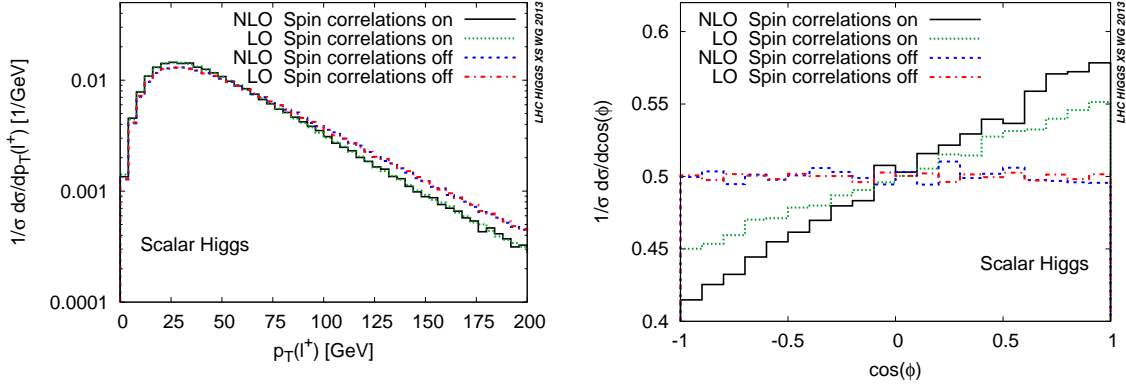 NLO Spin correlations on
LO Spin correlations on
NLO Spin correlations off
LO Spin correlations off
LHC HIGGS XS WG 2013
1/σ dσ/dp_T(l⁺) [1/GeV]
0.01
0.001
0.0001
Scalar Higgs
0 25 50 75 100 125 150 175 200
p_T(l⁺) [GeV]
NLO Spin correlations on
LO Spin correlations on
NLO Spin correlations off
LO Spin correlations off
LHC HIGGS XS WG 2013
1/σ dσ/dcos(ϕ)
0.6
0.55
0.5
0.45
0.4
Scalar Higgs
-1 -0.5 0 0.5 1
cos(ϕ)